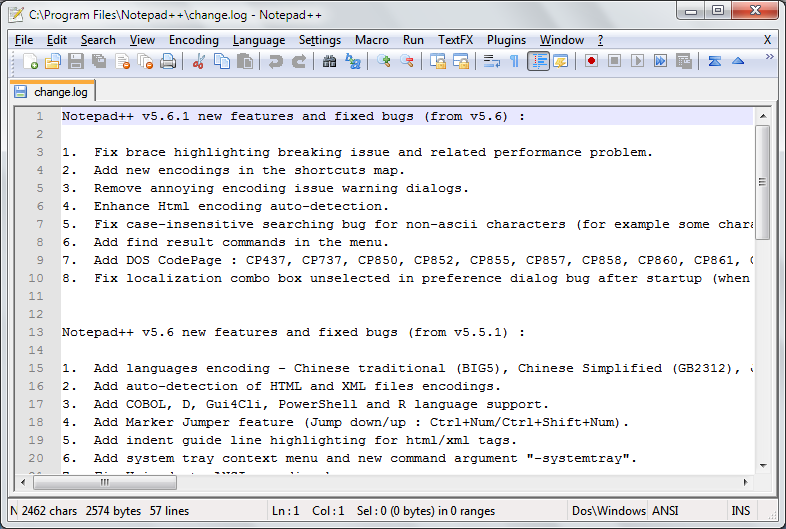 C:\Program Files\Notepad++\change.log - Notepad++
File Edit Search View Encoding Language Settings Macro Run TextFX Plugins Window ? X
change.log
1 Notepad++ v5.6.1 new features and fixed bugs (from v5.6) :
2
3 1. Fix brace highlighting breaking issue and related performance problem.
4 2. Add new encodings in the shortcuts map.
5 3. Remove annoying encoding issue warning dialogs.
6 4. Enhance Html encoding auto-detection.
7 5. Fix case-insensitive searching bug for non-ascii characters (for example some chara
8 6. Add find result commands in the menu.
9 7. Add DOS CodePage : CP437, CP737, CP850, CP852, CP855, CP857, CP858, CP860, CP861,
10 8. Fix localization combo box unselected in preference dialog bug after startup (when
11
12
13 Notepad++ v5.6 new features and fixed bugs (from v5.5.1) :
14
15 1. Add languages encoding - Chinese traditional (BIG5), Chinese Simplified (GB2312),
16 2. Add auto-detection of HTML and XML files encodings.
17 3. Add COBOL, D, Gui4Cli, PowerShell and R language support.
18 4. Add Marker Jumper feature (Jump down/up : Ctrl+Num/Ctrl+Shift+Num).
19 5. Add indent guide line highlighting for html/xml tags.
20 6. Add system tray context menu and new command argument "-systemtray".
N 2462 chars 2574 bytes 57 lines Ln : 1 Col : 1 Sel : 0 (0 bytes) in 0 ranges Dos\Windows ANSI INS